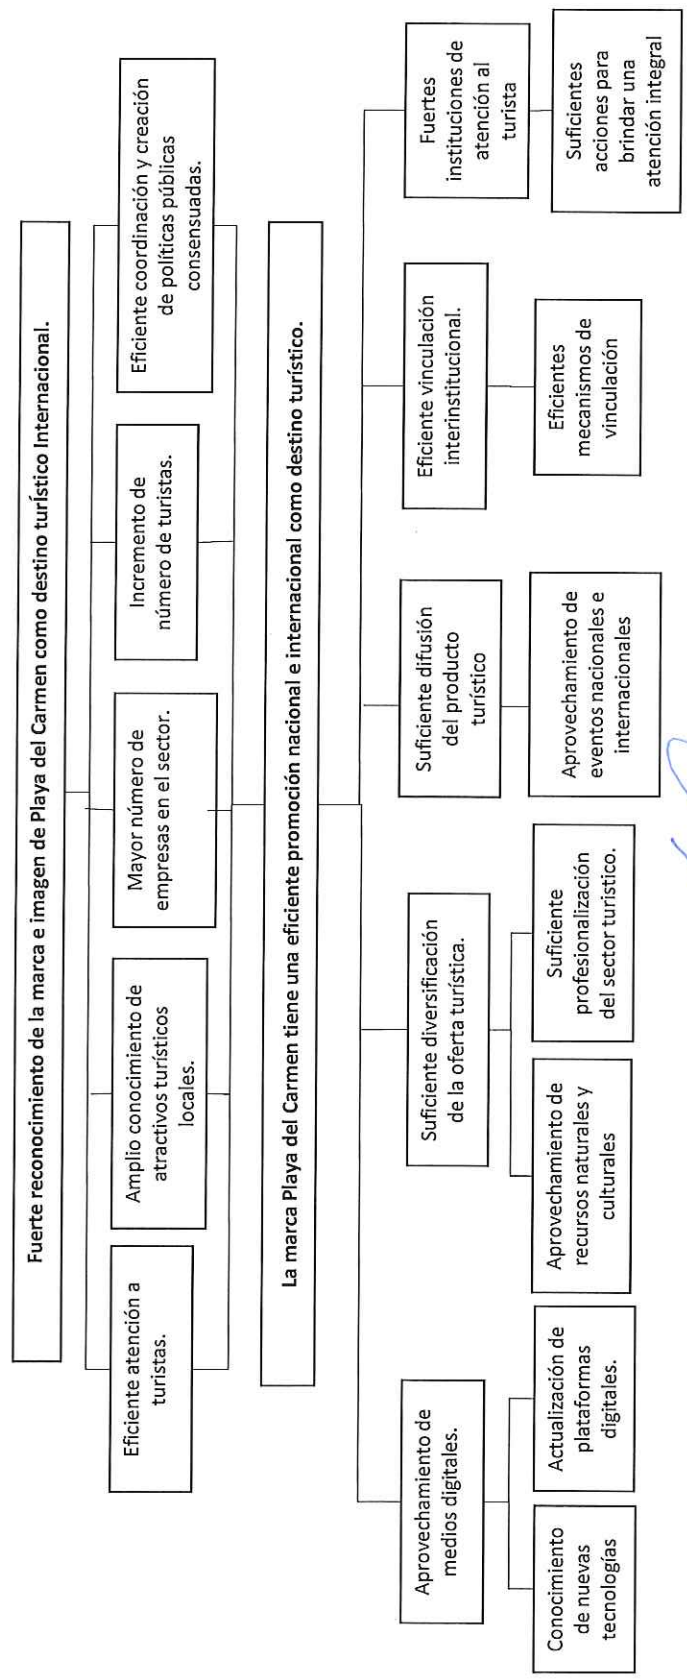 Fuerte reconocimiento de la marca e imagen de Playa del Carmen como destino turístico Internacional.
Eficiente atención a
turistas.
Amplio conocimiento de
atractivos turísticos
locales.
Mayor número de
empresas en el sector.
Incremento de
número de turistas.
Eficiente coordinación y creación
de políticas públicas
consensuadas.
La marca Playa del Carmen tiene una eficiente promoción nacional e internacional como destino turístico.
Aprovechamiento de
medios digitales.
Suficiente diversificación
de la oferta turística.
Suficiente difusión
del producto
turístico
Eficiente vinculación
interinstitucional.
Fuertes
instituciones de
atención al
turista
Conocimiento
de nuevas
tecnologías
Actualización de
plataformas
digitales.
Aprovechamiento de
recursos naturales y
culturales
Suficiente
profesionalización
del sector turistico.
Aprovechamiento de
eventos nacionales e
internacionales
Eficientes
mecanismos de
vinculación
Suficientes
acciones para
brindar una
atención integral